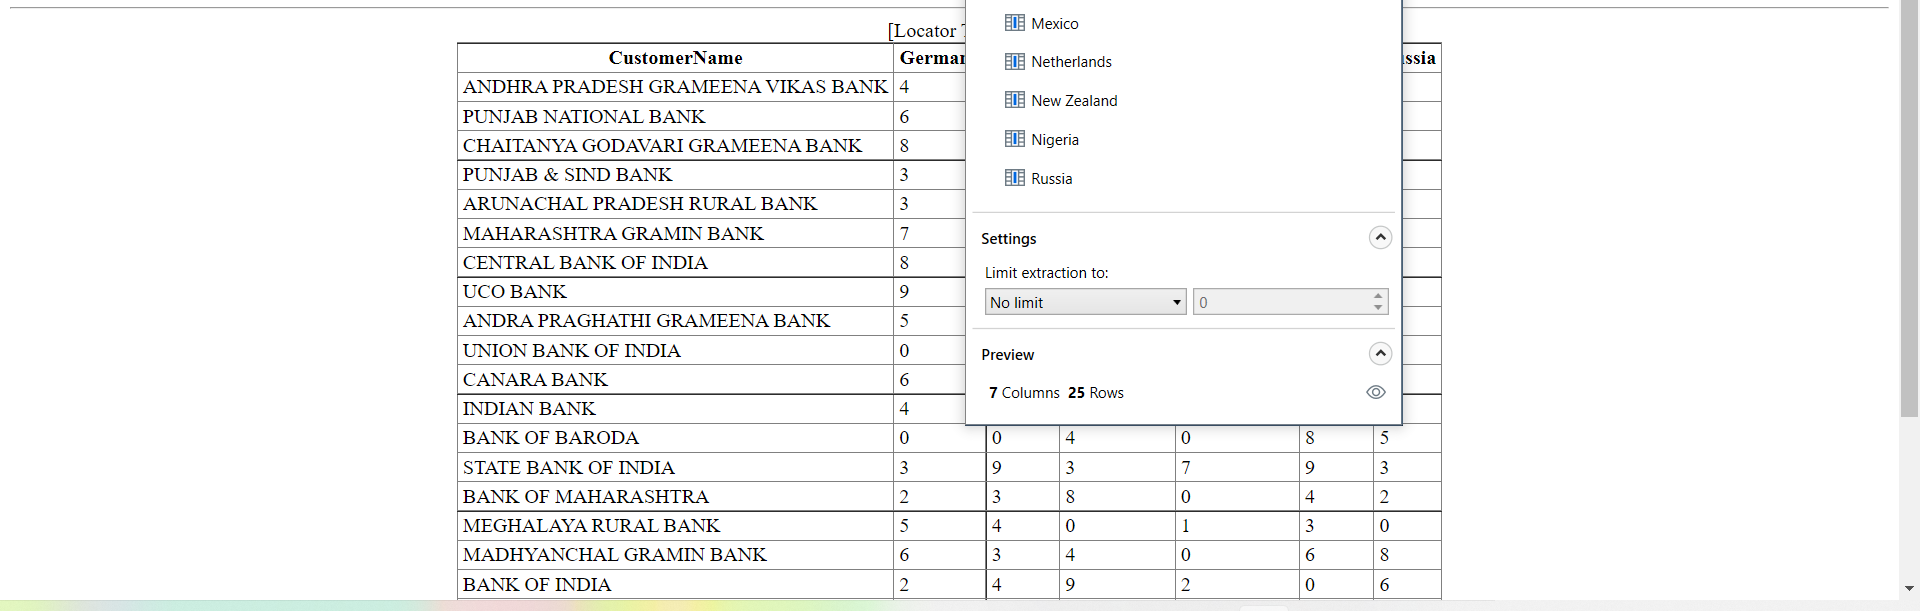 [Locator
CustomerName German ssia
ANDHRA PRADESH GRAMEENA VIKAS BANK 4
PUNJAB NATIONAL BANK 6
CHAITANYA GODAVARI GRAMEENA BANK 8
PUNJAB & SIND BANK 3
ARUNACHAL PRADESH RURAL BANK 3
MAHARASHTRA GRAMIN BANK 7
CENTRAL BANK OF INDIA 8
UCO BANK 9
ANDRA PRAGHATHI GRAMEENA BANK 5
UNION BANK OF INDIA 0
CANARA BANK 6
INDIAN BANK 4
BANK OF BARODA 0 0 4 0 8 5
STATE BANK OF INDIA 3 9 3 7 9 3
BANK OF MAHARASHTRA 2 3 8 0 4 2
MEGHALAYA RURAL BANK 5 4 0 1 3 0
MADHYANCHAL GRAMIN BANK 6 3 4 0 6 8
BANK OF INDIA 2 4 9 2 0 6
Mexico
Netherlands
New Zealand
Nigeria
Russia
Settings
Limit extraction to:
No limit 0
Preview
7 Columns 25 Rows